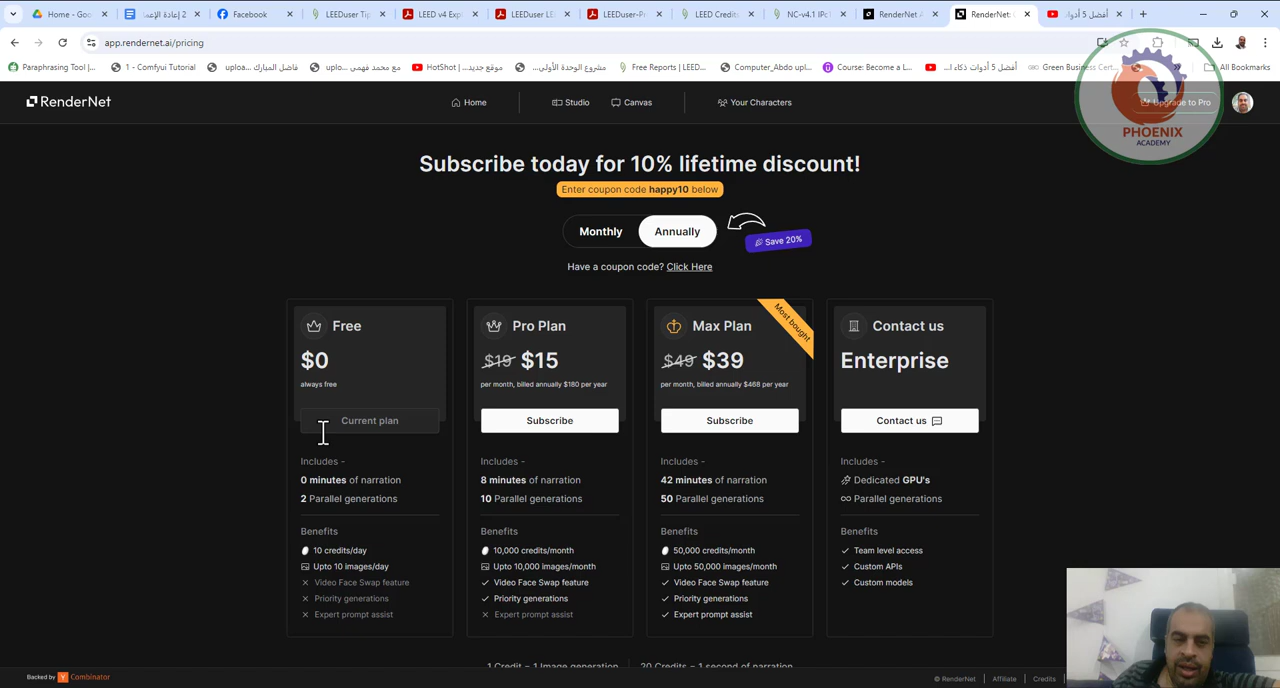 Home - Goo
2 إعادة الإعما
Facebook
LEEDuser Tip
LEED v4 Expl
LEEDuser LE
LEEDuser-Pr
LEED Credits,
NC-v4.1 IPc
RenderNet A
RenderNet:
أفضل 5 أدوات
app.rendernet.ai/pricing
Paraphrasing Tool |...
1 - Comfyui Tutorial
فاضل المبارك uploa...
مع محمد فهمي uplo...
موقع جديد Hot
مشروع الوحدة الأولى...
Free Reports | LEED...
Computer_Abdo upl...
Course: Become a L...
أفضل 5 أدوات ذكاء ا...
Green Business Cert...
All Bookmarks
RenderNet
Home
Studio
Canvas
Your Characters
Upgrade to Pro
PHOENIX
ACADEMY
Subscribe today for 10% lifetime discount!
Enter coupon code happy10 below
Monthly
Annually
Save 20%
Have a coupon code? Click Here
Free
$0
always free
Current plan
Includes -
0 minutes of narration
2 Parallel generations
Benefits
10 credits/day
Upto 10 images/day
Video Face Swap feature
Priority generations
Expert prompt assist
Pro Plan
$19 $15
per month, billed annually $180 per year
Subscribe
Includes -
8 minutes of narration
10 Parallel generations
Benefits
10,000 credits/month
Upto 10,000 images/month
Video Face Swap feature
Priority generations
Expert prompt assist
Most bought
Max Plan
$49 $39
per month, billed annually $468 per year
Subscribe
Includes -
42 minutes of narration
50 Parallel generations
Benefits
50,000 credits/month
Upto 50,000 images/month
Video Face Swap feature
Priority generations
Expert prompt assist
Contact us
Enterprise
Contact us
Includes -
Dedicated GPU's
Parallel generations
Benefits
Team level access
Custom APIs
Custom models
1 Credit = 1 Image generation
20 Credits = 1 second of narration
Backed by Y Combinator
© RenderNet
Affiliate
Credits